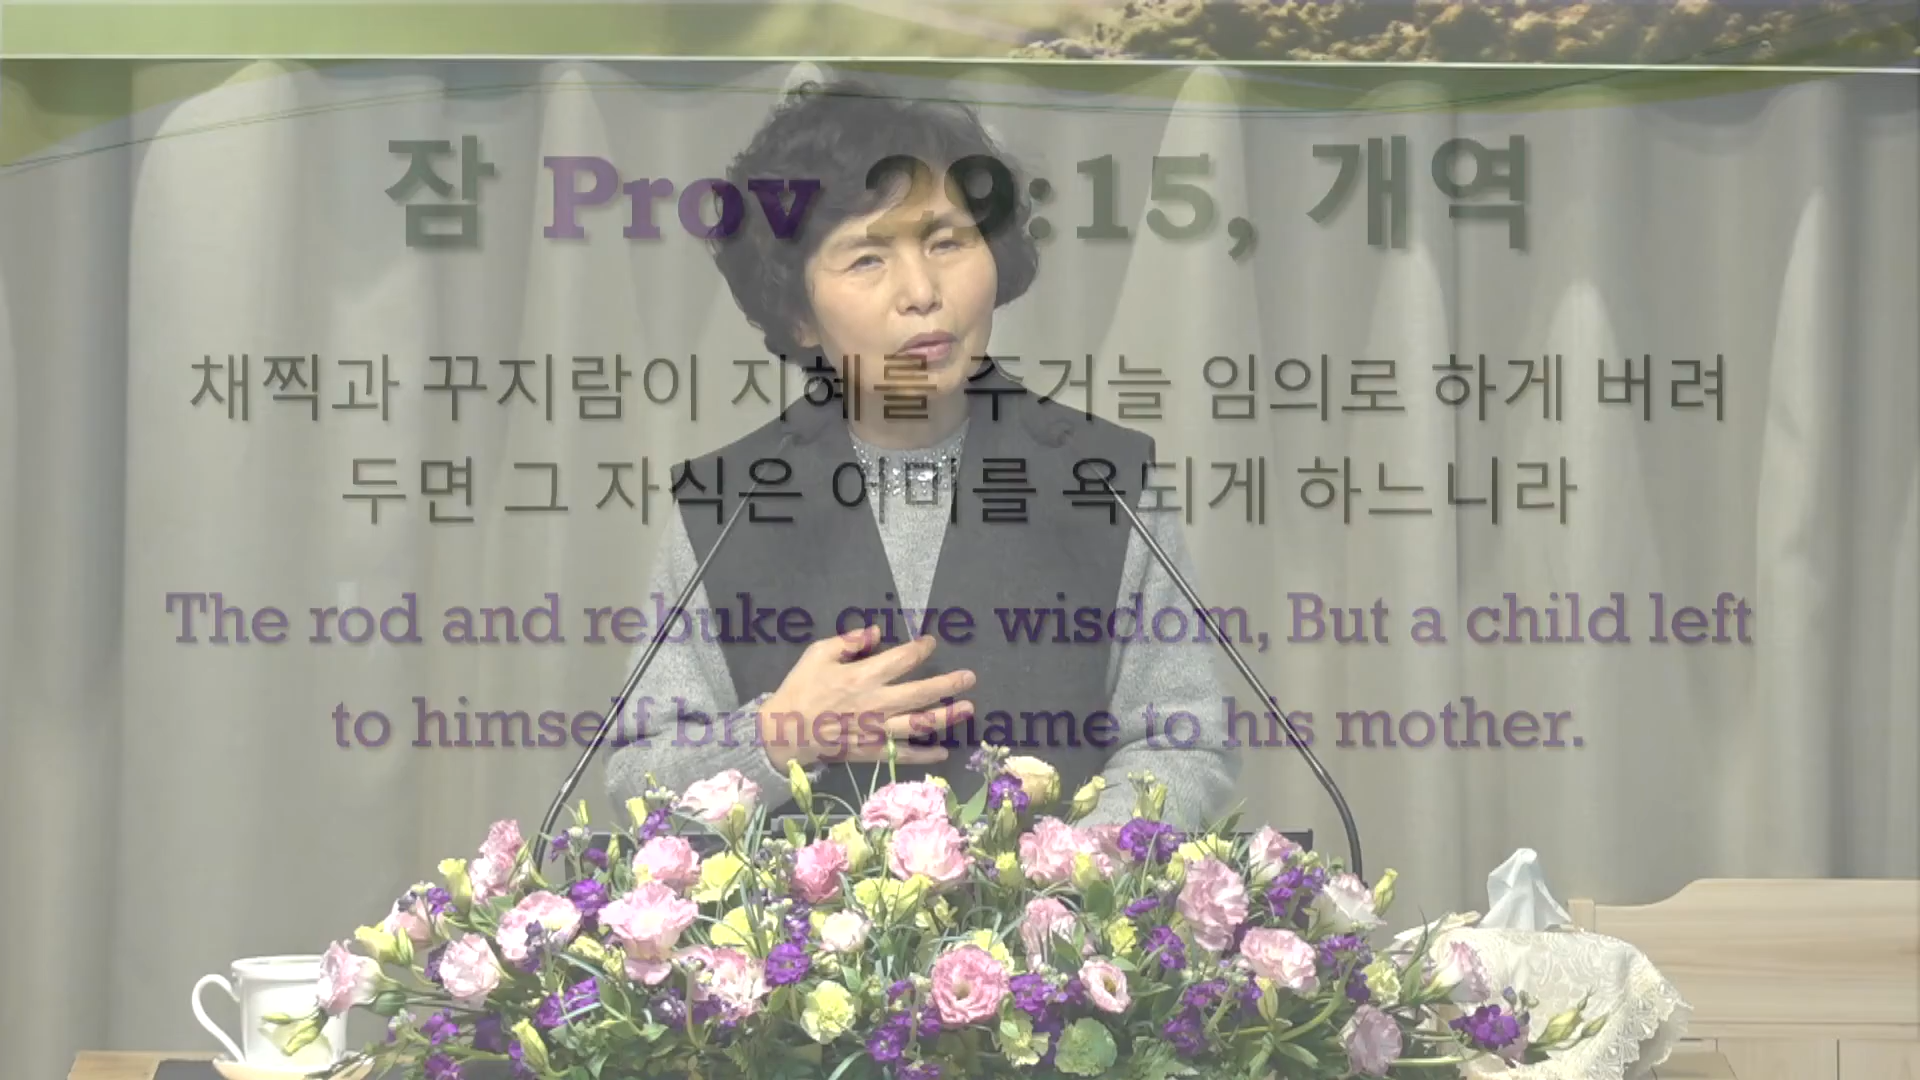 잠 Prov 29:15, 개역
채찍과 꾸지람이 지혜를 주거늘 임의로 하게 버려
두면 그 자식은 어미를 욕되게 하느니라
The rod and rebuke give wisdom, But a child left
to himself brings shame to his mother.